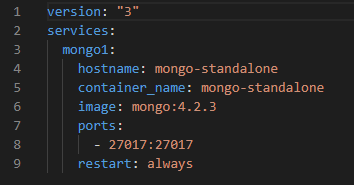 1 version: "3"
2 services:
3   mongo1:
4     hostname: mongo-standalone
5     container_name: mongo-standalone
6     image: mongo:4.2.3
7     ports:
8       - 27017:27017
9     restart: always